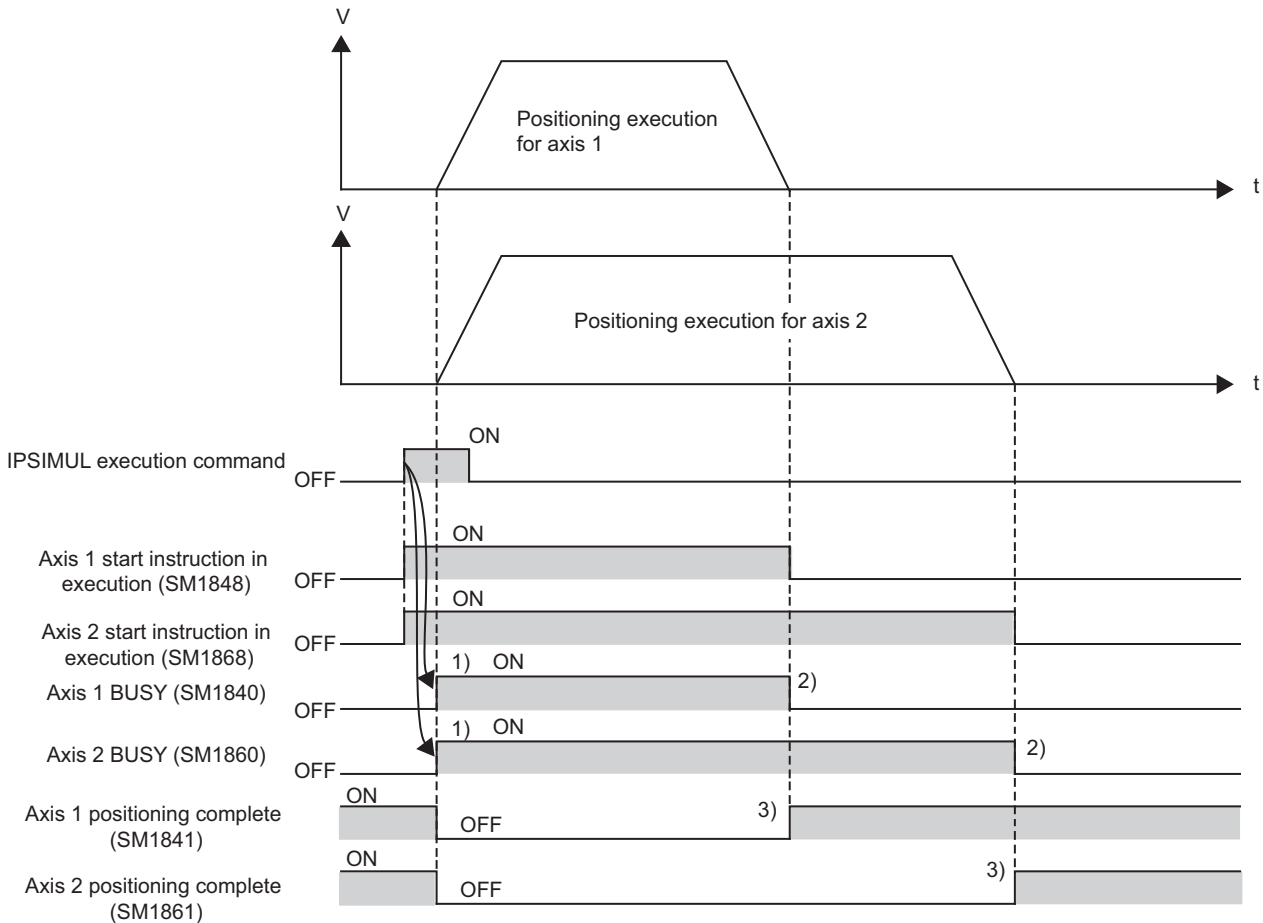 V
Positioning execution
for axis 1
t
V
Positioning execution for axis 2
t
IPSIMUL execution command
OFF
ON
Axis 1 start instruction in
execution (SM1848)
OFF
ON
Axis 2 start instruction in
execution (SM1868)
OFF
ON
Axis 1 BUSY (SM1840)
OFF
1) ON
2)
Axis 2 BUSY (SM1860)
OFF
1) ON
2)
Axis 1 positioning complete
(SM1841)
ON
OFF
3)
Axis 2 positioning complete
(SM1861)
ON
OFF
3)